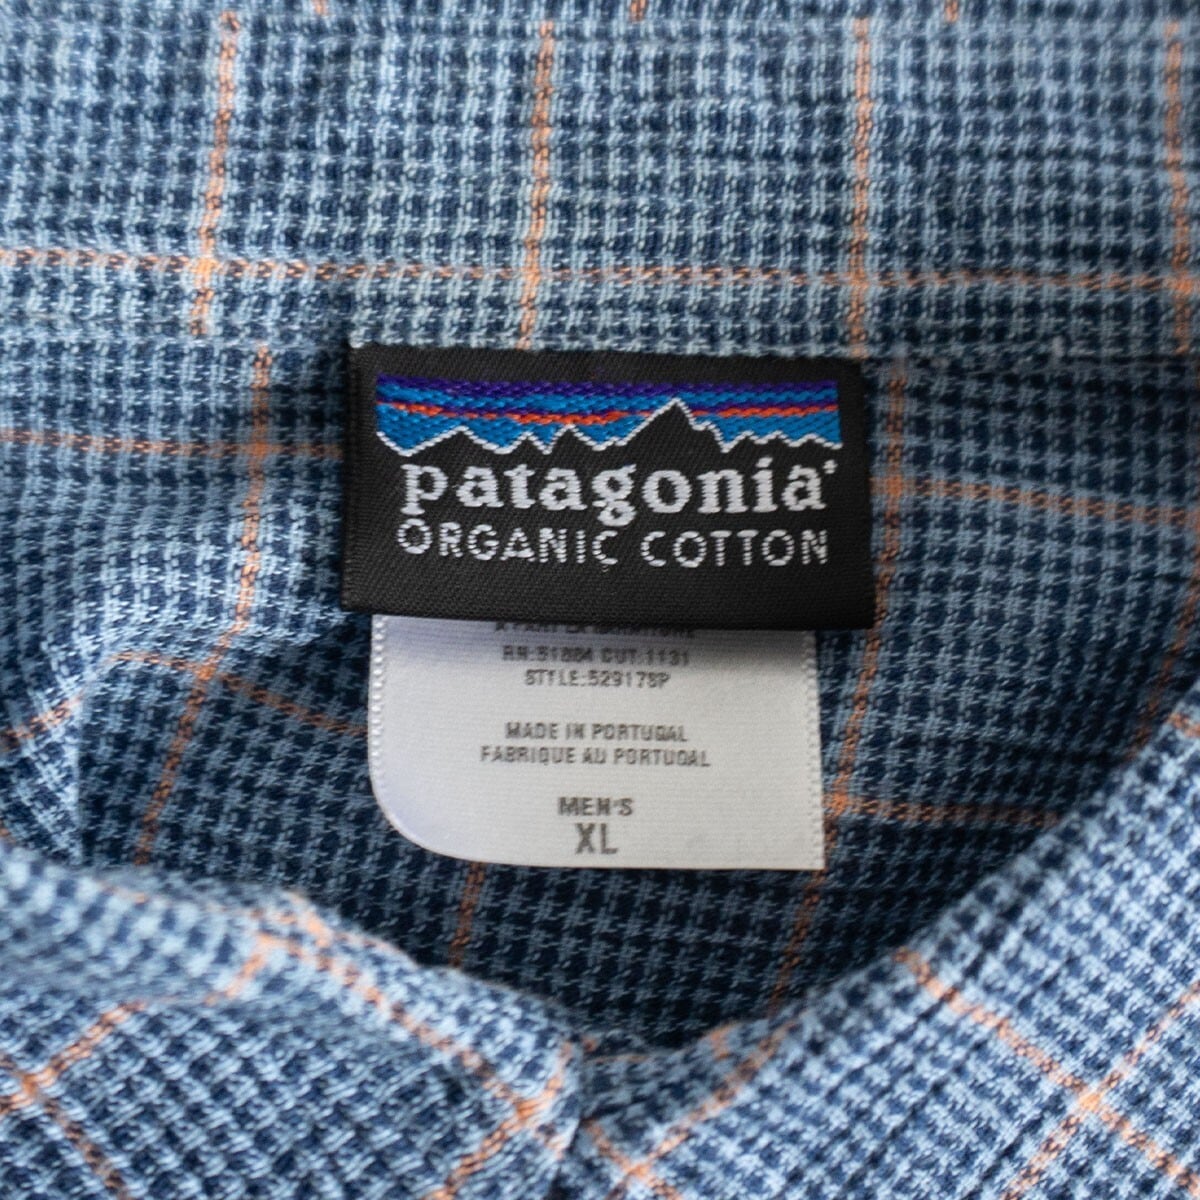 patagonia®
ORGANIC COTTON
RN:51884 CUT:1131
STYLE:52917SP
MADE IN PORTUGAL
FABRIQUE AU PORTUGAL
MEN'S
XL